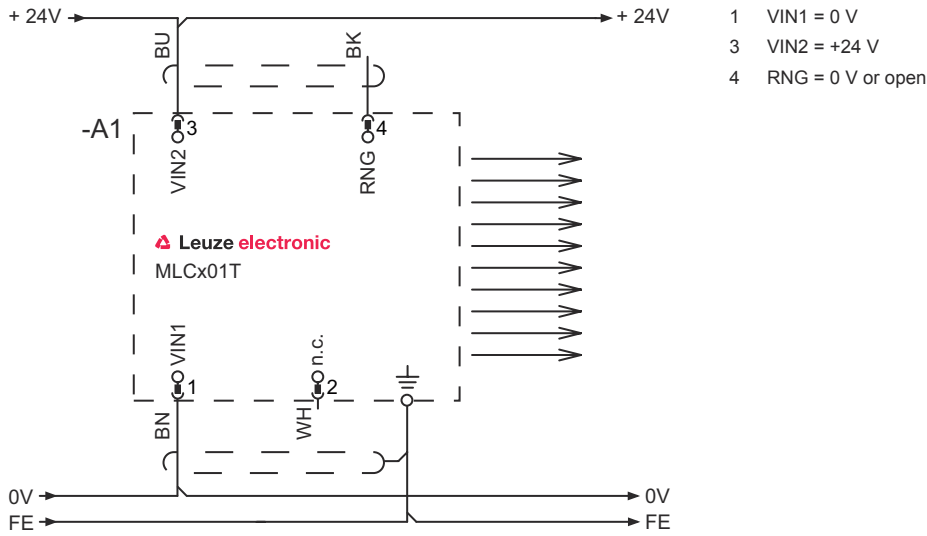 + 24V
+ 24V
1 VIN1 = 0 V
3 VIN2 = +24 V
4 RNG = 0 V or open
BU
BK
-A1
3
4
VIN2
RNG
Leuze electronic
MLCx01T
VIN1
n.c.
1
2
BN
WH
0V
0V
FE
FE